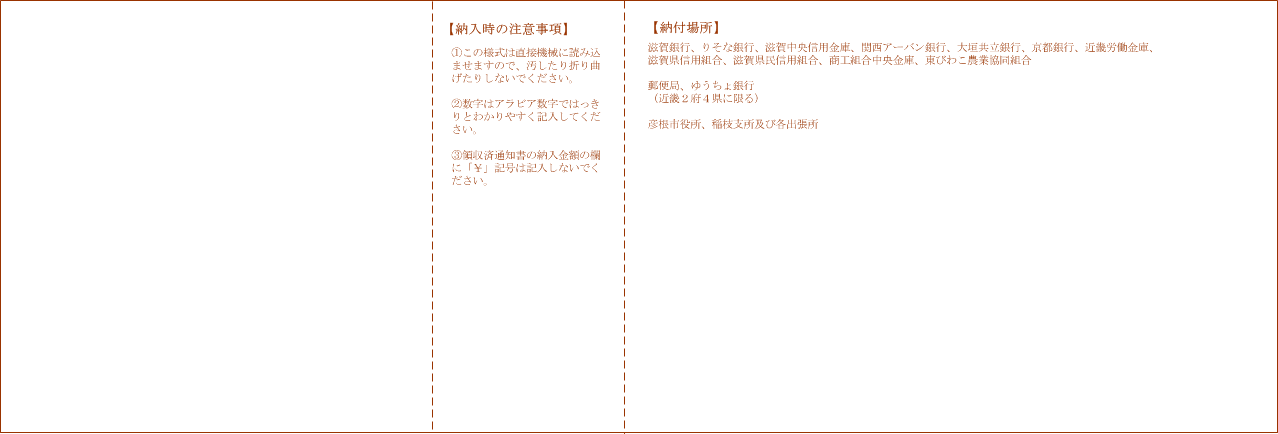 【納入時の注意事項】
①この様式は直接機械に読み込
ませますので、汚したり折り曲
げたりしないでください。
②数字はアラビア数字ではっき
りとわかりやすく記入してくだ
さい。
③領収済通知書の納入金額の欄
に「￥」記号は記入しないでく
ださい。
【納付場所】
滋賀銀行、りそな銀行、滋賀中央信用金庫、関西アーバン銀行、大垣共立銀行、京都銀行、近畿労働金庫、
滋賀県信用組合、滋賀県民信用組合、商工組合中央金庫、東びわこ農業協同組合
郵便局、ゆうちょ銀行
（近畿２府４県に限る）
彦根市役所、稲枝支所及び各出張所